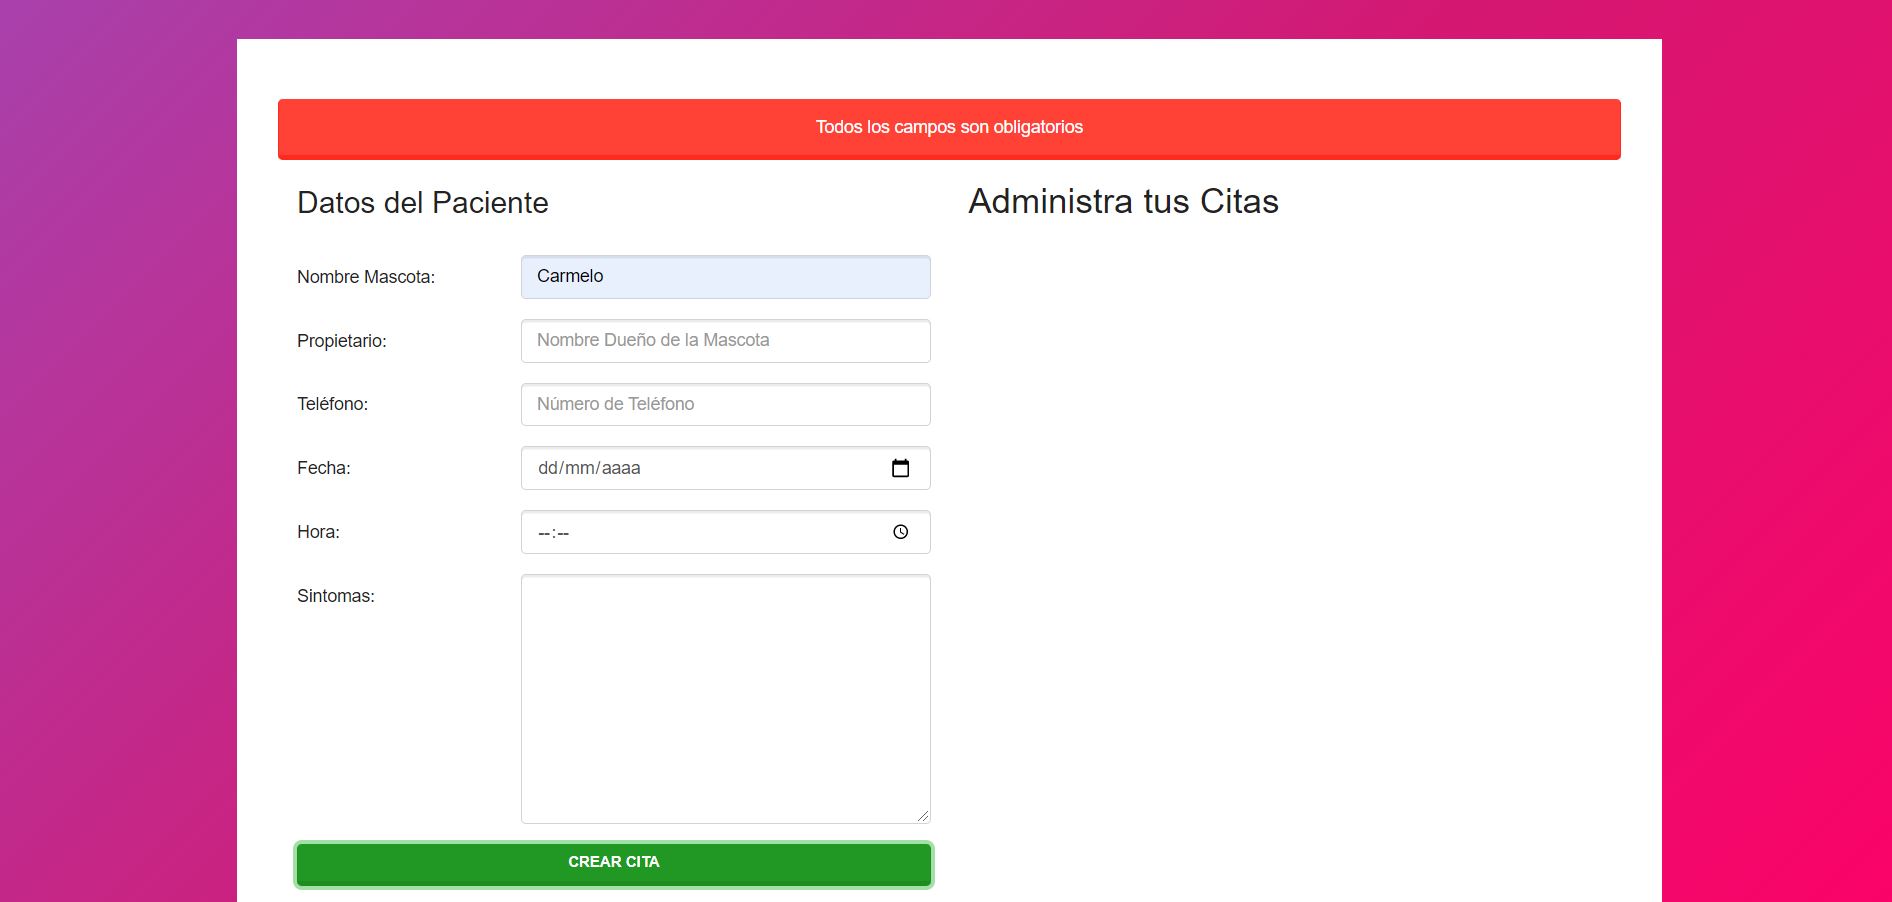 Todos los campos son obligatorios
Datos del Paciente
Nombre Mascota:
Carmelo
Propietario:
Nombre Dueño de la Mascota
Teléfono:
Número de Teléfono
Fecha:
dd/mm/aaaa
Hora:
--:--
Sintomas:
CREAR CITA
Administra tus Citas